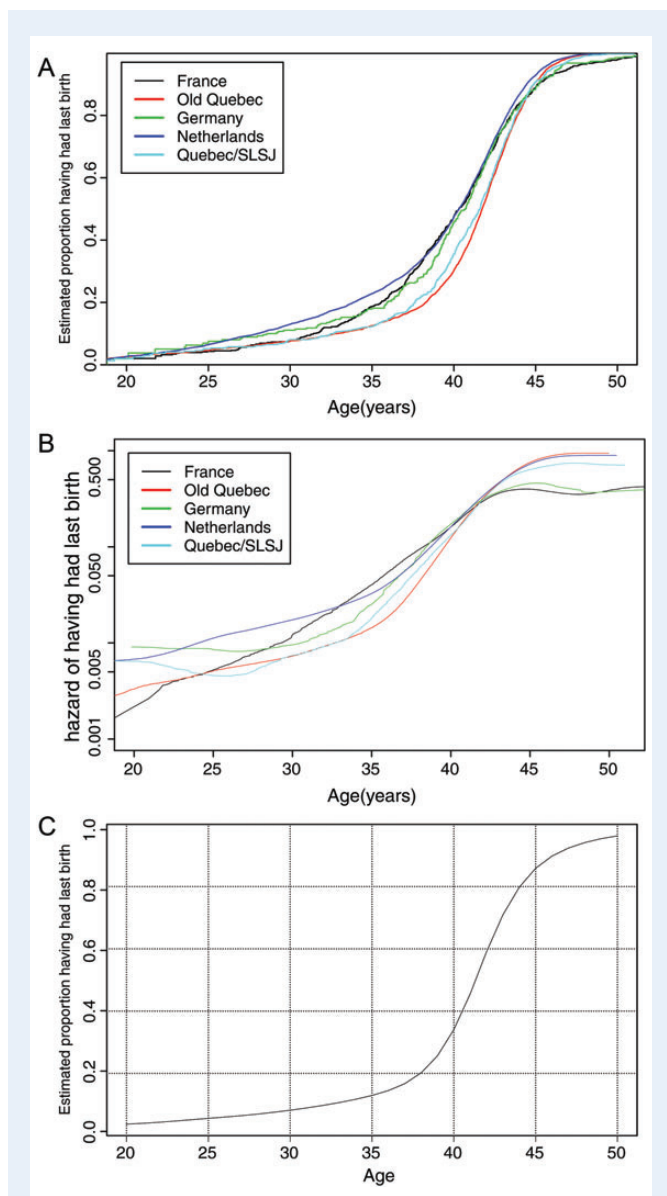 A
France
Old Quebec
Germany
Netherlands
Quebec/SLSJ
Estimated proportion having had last birth
0.0 0.2 0.4 0.6 0.8
20 25 30 35 40 45 50
Age(years)
B
France
Old Quebec
Germany
Netherlands
Quebec/SLSJ
hazard of having had last birth
0.001 0.005 0.050 0.500
20 25 30 35 40 45 50
Age(years)
C
Estimated proportion having had last birth
0.0 0.2 0.4 0.6 0.8 1.0
20 25 30 35 40 45 50
Age